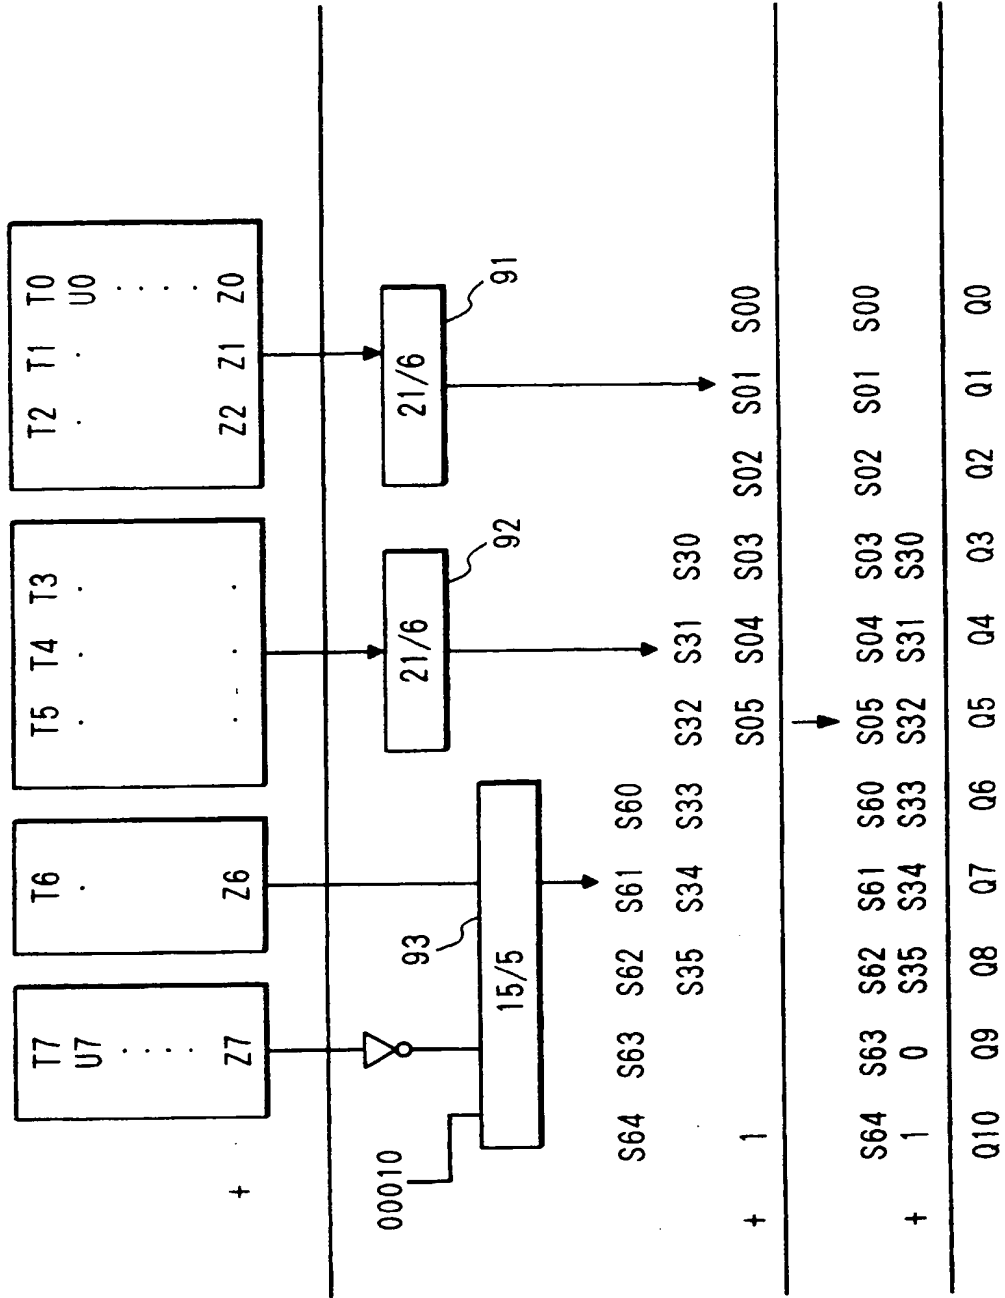 T7 T6 T5 T4 T3 T2 T1 T0
U7 . . . . . U0
. . . .
+ Z7 Z6 . . . Z2 Z1 Z0
00010
93 92 91
15/5 21/6 21/6
S64 S63 S62 S61 S60
S35 S34 S33 S32 S31 S30
+ 1 S05 S04 S03 S02 S01 S00
S64 S63 S62 S61 S60 S05 S04 S03 S02 S01 S00
+ 1 0 S35 S34 S33 S32 S31 S30
Q10 Q9 Q8 Q7 Q6 Q5 Q4 Q3 Q2 Q1 Q0